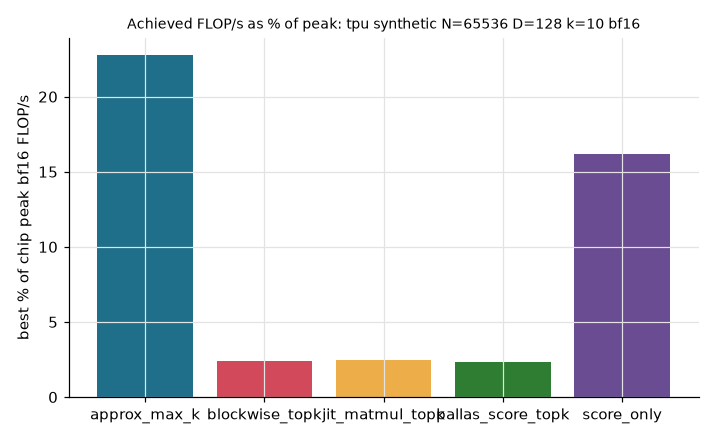 Achieved FLOP/s as % of peak: tpu synthetic N=65536 D=128 k=10 bf16
best % of chip peak bf16 FLOP/s
20
15
10
5
0
approx_max_k blockwise_topk jit_matmul_topk pallas_score_topk score_only